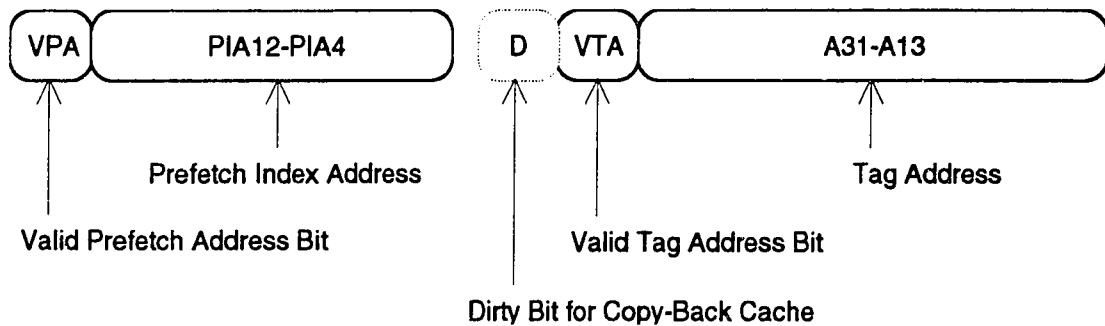 VPA PIA12-PIA4 D VTA A31-A13
Prefetch Index Address Tag Address
Valid Prefetch Address Bit Valid Tag Address Bit
Dirty Bit for Copy-Back Cache